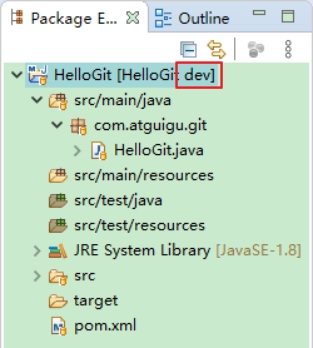 Package E...
Outline
HelloGit [HelloGit dev]
src/main/java
com.atguigu.git
HelloGit.java
src/main/resources
src/test/java
src/test/resources
JRE System Library [JavaSE-1.8]
src
target
pom.xml